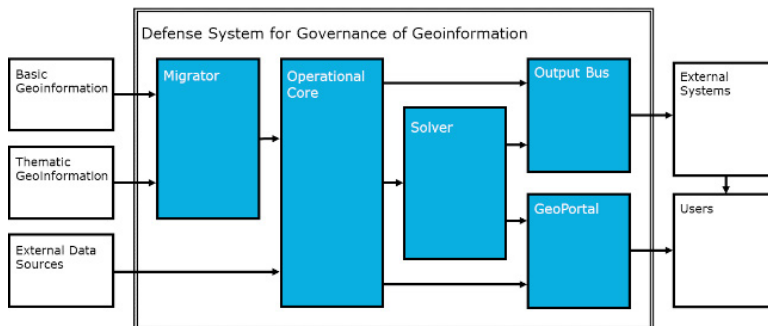 Defense System for Governance of Geoinformation
Basic
Geoinformation
Thematic
Geoinformation
External Data
Sources
Migrator
Operational
Core
Solver
Output Bus
GeoPortal
External
Systems
Users